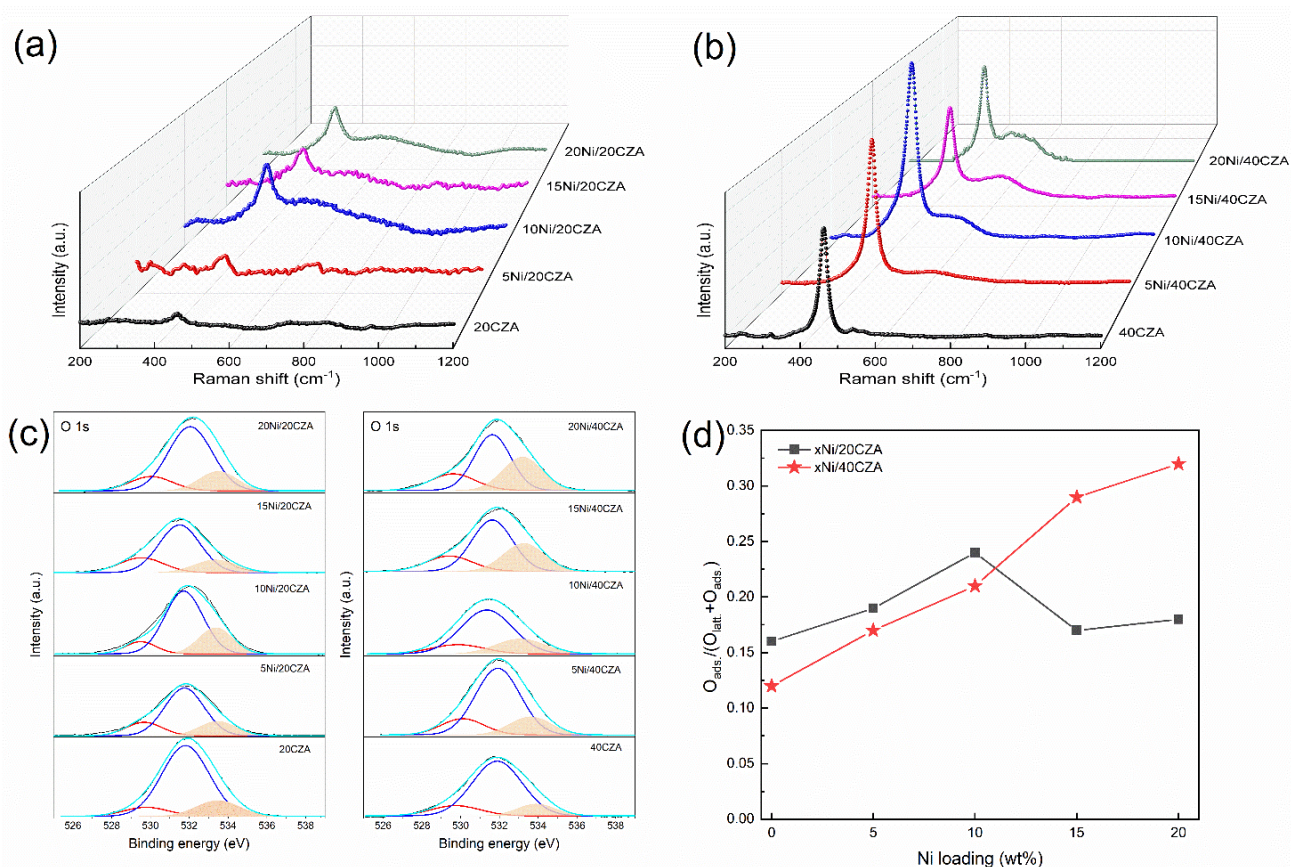 (a)
Intensity (a.u.)
20Ni/20CZA
15Ni/20CZA
10Ni/20CZA
5Ni/20CZA
20CZA
200 400 600 800 1000 1200
Raman shift (cm⁻¹)
(b)
Intensity (a.u.)
20Ni/40CZA
15Ni/40CZA
10Ni/40CZA
5Ni/40CZA
40CZA
200 400 600 800 1000 1200
Raman shift (cm⁻¹)
(c)
O 1s
Intensity (a.u.)
20Ni/20CZA
15Ni/20CZA
10Ni/20CZA
5Ni/20CZA
20CZA
526 528 530 532 534 536 538
Binding energy (eV)
O 1s
Intensity (a.u.)
20Ni/40CZA
15Ni/40CZA
10Ni/40CZA
5Ni/40CZA
40CZA
526 528 530 532 534 536 538
Binding energy (eV)
(d)
xNi/20CZA
xNi/40CZA
O_ads./(O_latt.+O_ads.)
0.35
0.30
0.25
0.20
0.15
0.10
0.05
0.00
0 5 10 15 20
Ni loading (wt%)